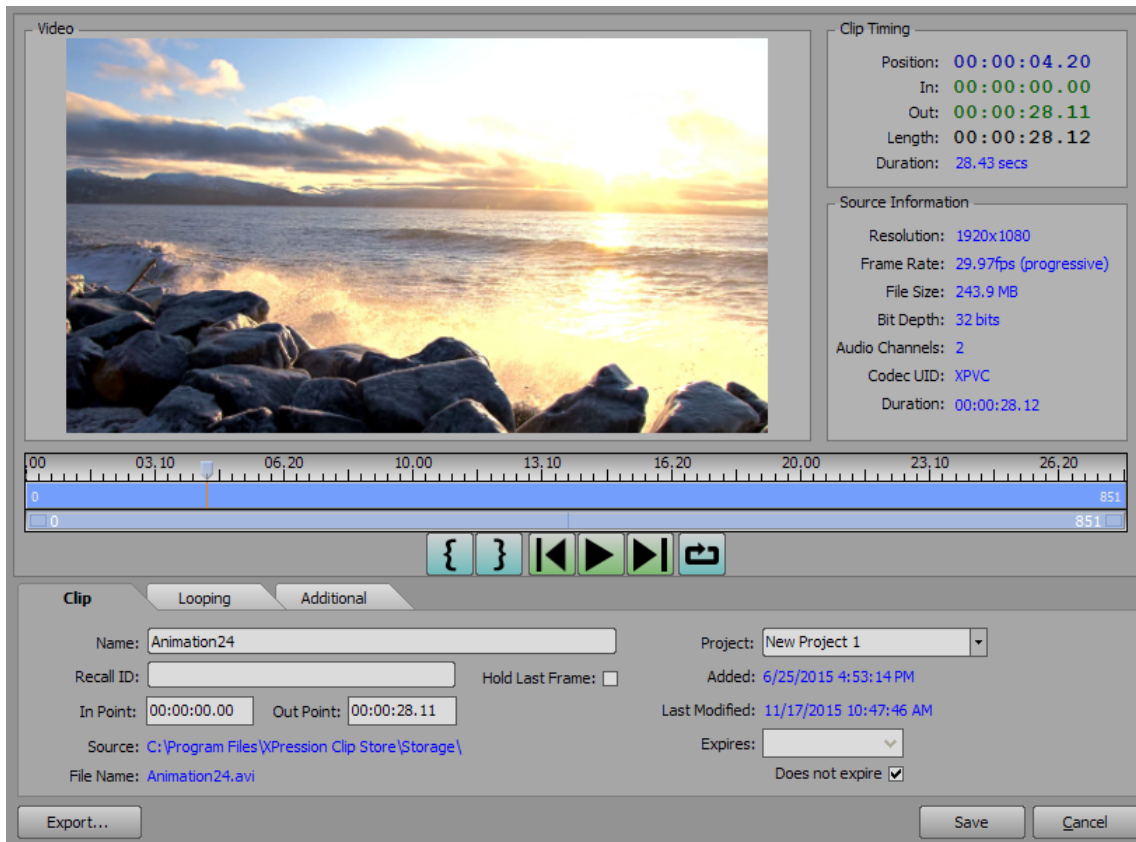 Video
Clip Timing
Position: 00:00:04.20
In: 00:00:00.00
Out: 00:00:28.11
Length: 00:00:28.12
Duration: 28.43 secs
Source Information
Resolution: 1920x1080
Frame Rate: 29.97fps (progressive)
File Size: 243.9 MB
Bit Depth: 32 bits
Audio Channels: 2
Codec UID: XPVC
Duration: 00:00:28.12
.00 03.10 06.20 10.00 13.10 16.20 20.00 23.10 26.20
0 851
0 851
{ }
Clip Looping Additional
Name: Animation24
Project: New Project 1
Recall ID: Hold Last Frame:
Added: 6/25/2015 4:53:14 PM
In Point: 00:00:00.00 Out Point: 00:00:28.11
Last Modified: 11/17/2015 10:47:46 AM
Source: C:\Program Files\XPression Clip Store\Storage\
Expires:
File Name: Animation24.avi
Does not expire
Export... Save Cancel